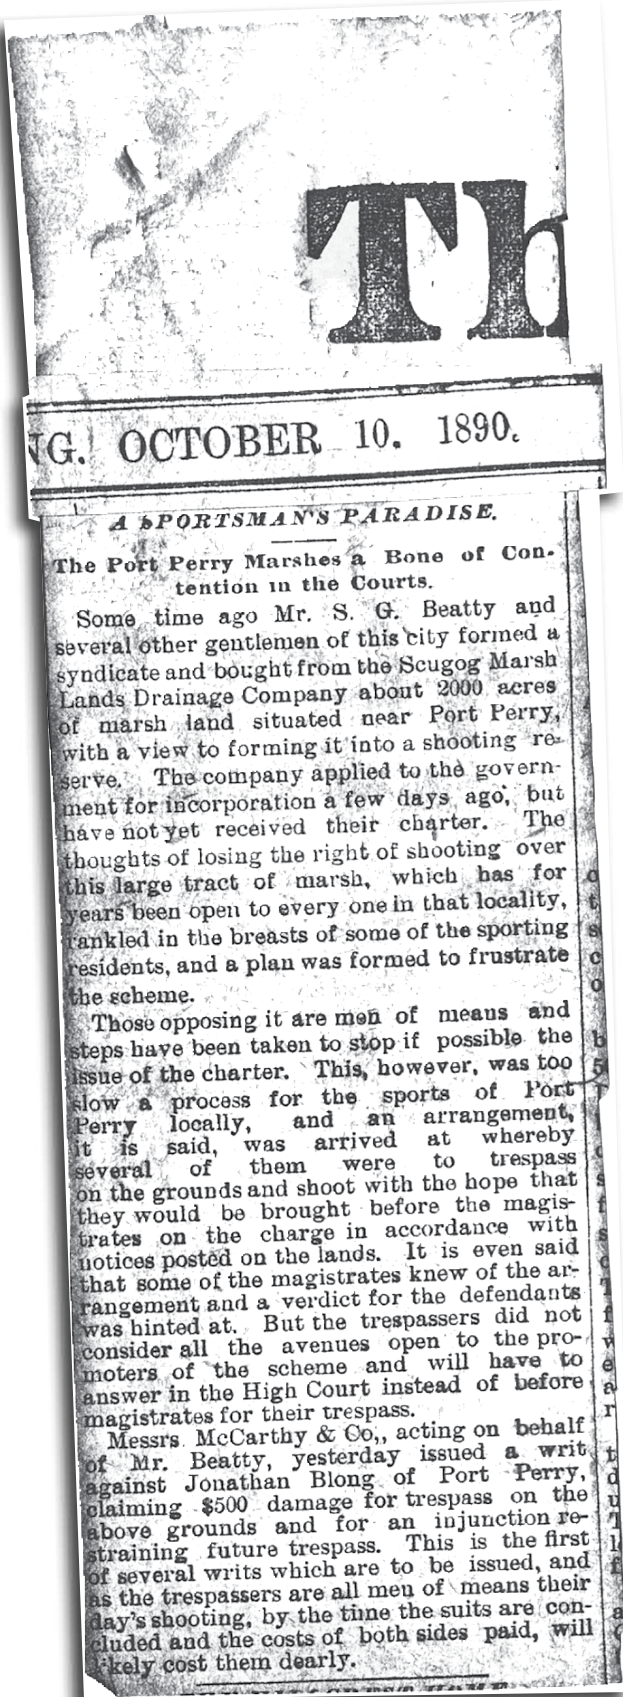 Th
NG. OCTOBER 10. 1890.
A SPORTSMAN'S PARADISE.
The Port Perry Marshes a Bone of Con-
tention in the Courts.
Some time ago Mr. S. G. Beatty and
several other gentlemen of this city formed a
syndicate and bought from the Scugog Marsh
Lands Drainage Company about 2000 acres
of marsh land situated near Port Perry,
with a view to forming it into a shooting re-
serve. The company applied to the govern-
ment for incorporation a few days ago, but
have not yet received their charter. The
thoughts of losing the right of shooting over
this large tract of marsh, which has for
years been open to every one in that locality,
rankled in the breasts of some of the sporting
residents, and a plan was formed to frustrate
the scheme.
Those opposing it are men of means and
steps have been taken to stop if possible the
issue of the charter. This, however, was too
slow a process for the sports of Port
Perry locally, and an arrangement,
it is said, was arrived at whereby
several of them were to trespass
on the grounds and shoot with the hope that
they would be brought before the magis-
trates on the charge in accordance with
notices posted on the lands. It is even said
that some of the magistrates knew of the ar-
rangement and a verdict for the defendants
was hinted at. But the trespassers did not
consider all the avenues open to the pro-
moters of the scheme and will have to
answer in the High Court instead of before
magistrates for their trespass.
Messrs. McCarthy & Co,, acting on behalf
of Mr. Beatty, yesterday issued a writ
against Jonathan Blong of Port Perry,
claiming $500 damage for trespass on the
above grounds and for an injunction re-
straining future trespass. This is the first
of several writs which are to be issued, and
as the trespassers are all men of means their
day's shooting, by the time the suits are con-
cluded and the costs of both sides paid, will
likely cost them dearly.